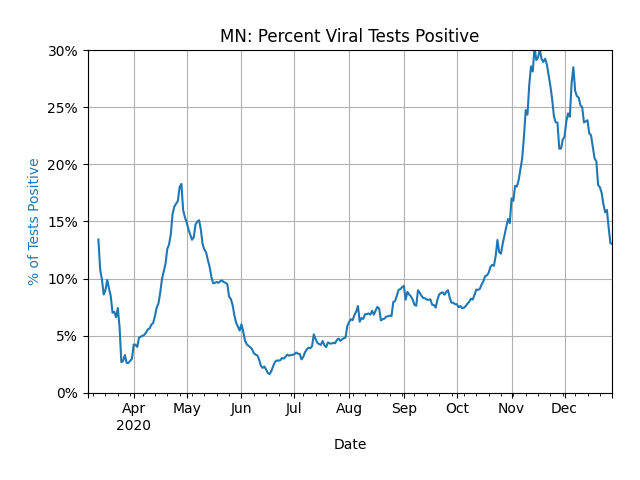 MN: Percent Viral Tests Positive
% of Tests Positive
30%
25%
20%
15%
10%
5%
0%
Apr May Jun Jul Aug Sep Oct Nov Dec
2020
Date